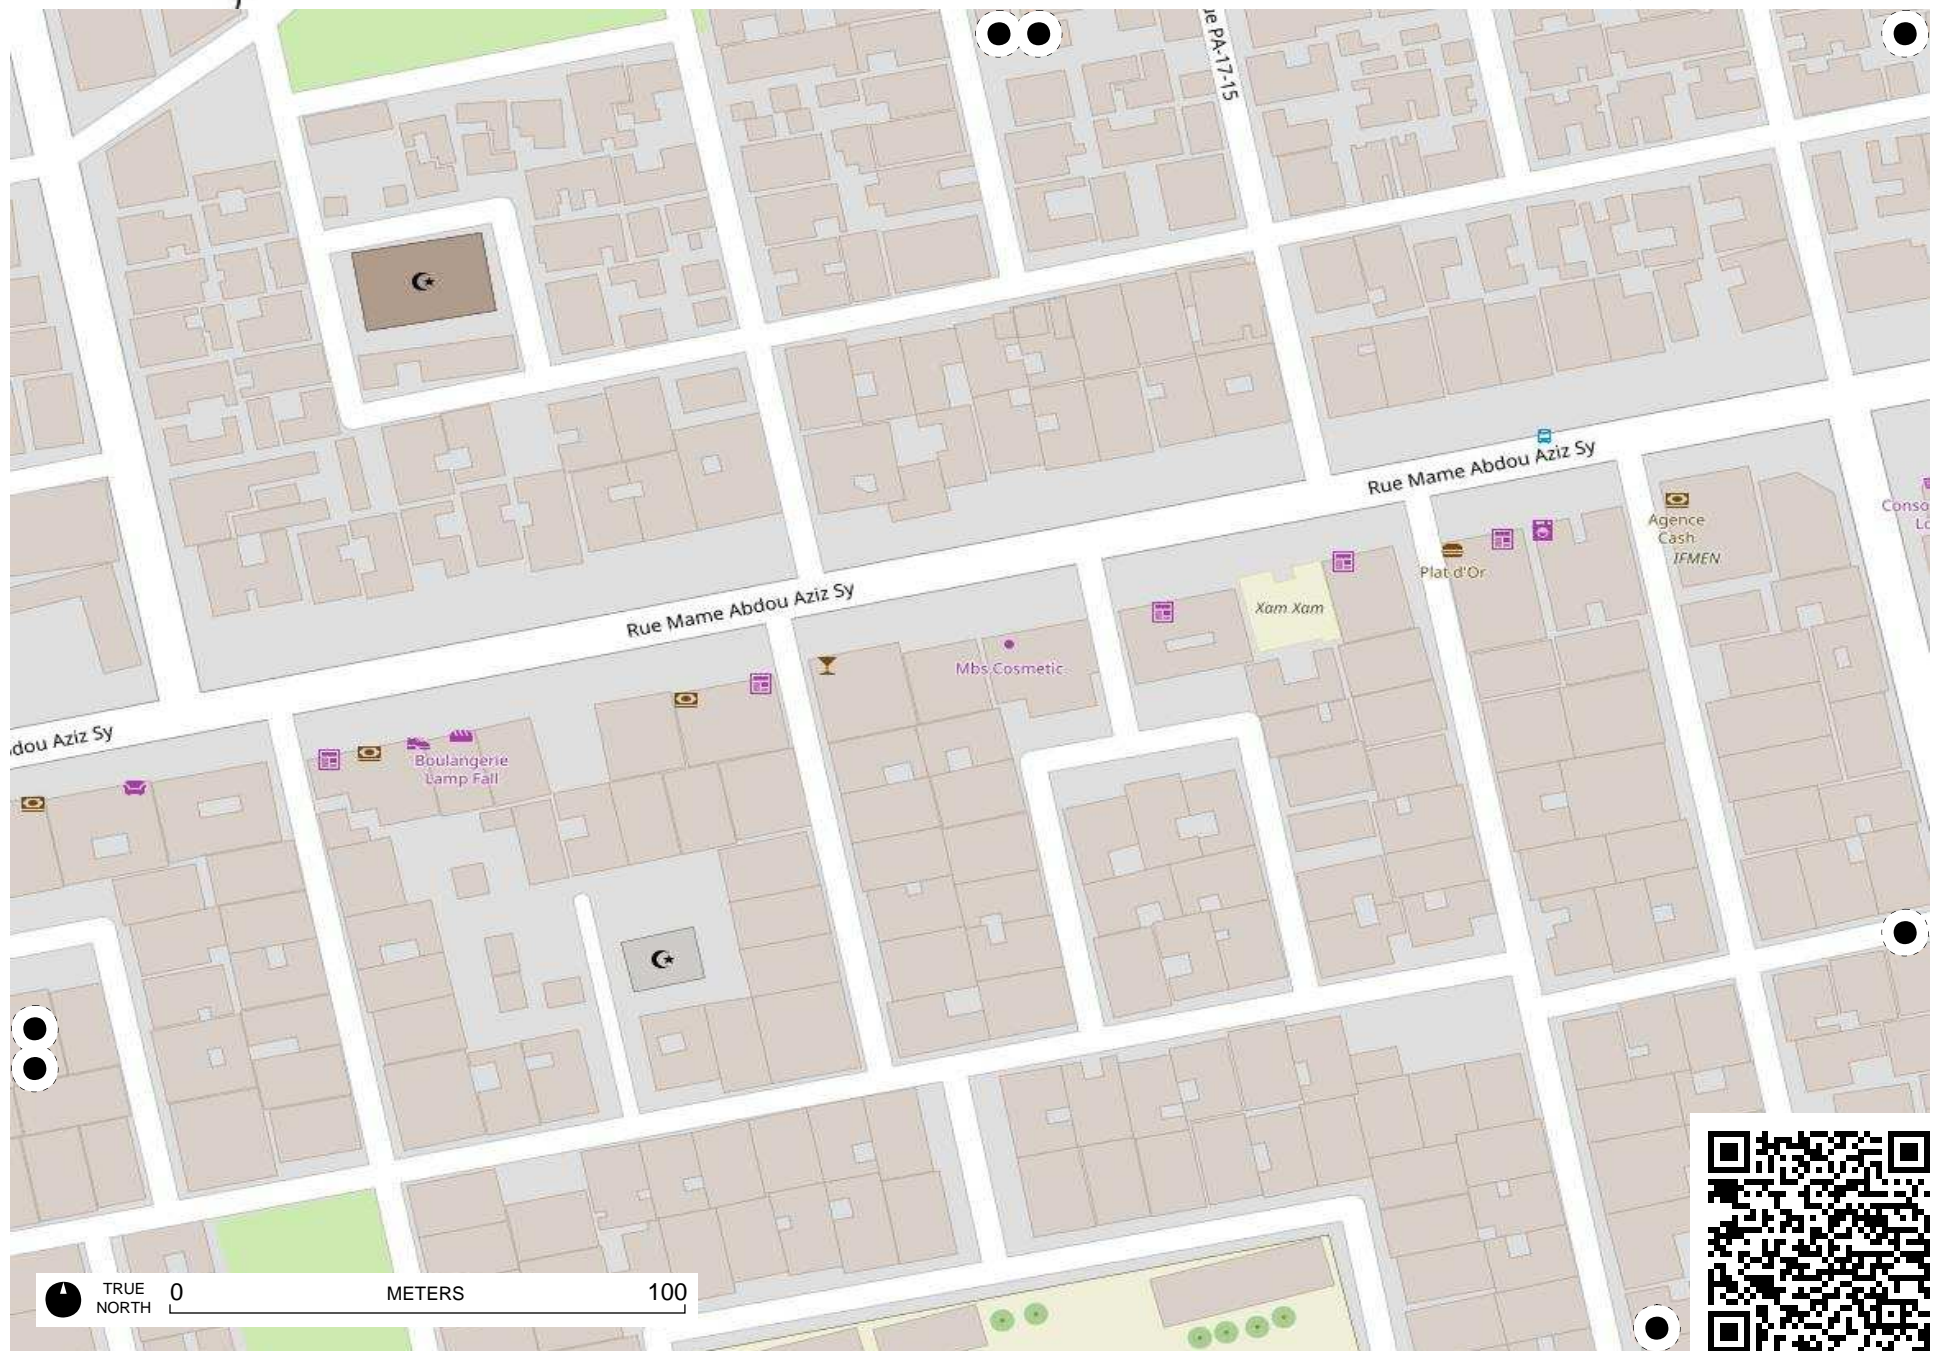 ue PA-17-15
Rue Mame Abdou Aziz Sy
Agence
Cash
IFMEN
Plat d'Or
Xam Xam
Rue Mame Abdou Aziz Sy
Mbs Cosmetic
dou Aziz Sy
Boulangerie
Lamp Fall
Conso
TRUE
NORTH
0 METERS 100